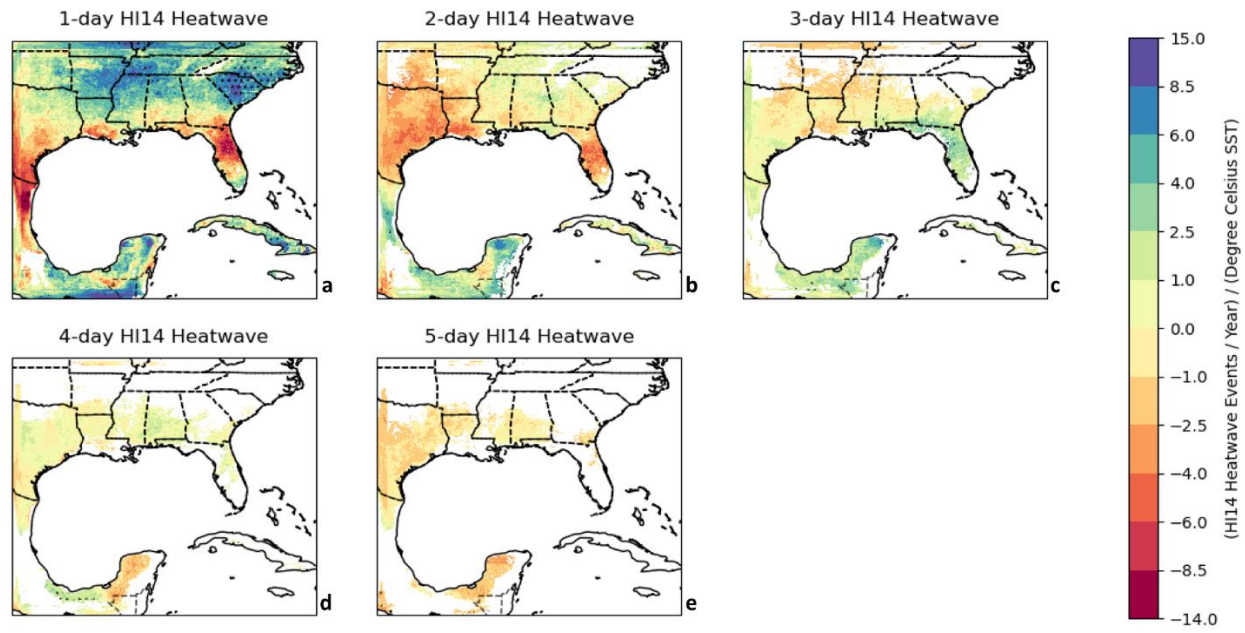 1-day HI14 Heatwave
2-day HI14 Heatwave
3-day HI14 Heatwave
a
b
c
4-day HI14 Heatwave
5-day HI14 Heatwave
d
e
15.0
8.5
6.0
4.0
2.5
1.0
0.0
−1.0
−2.5
−4.0
−6.0
−8.5
−14.0
(HI14 Heatwave Events / Year) / (Degree Celsius SST)